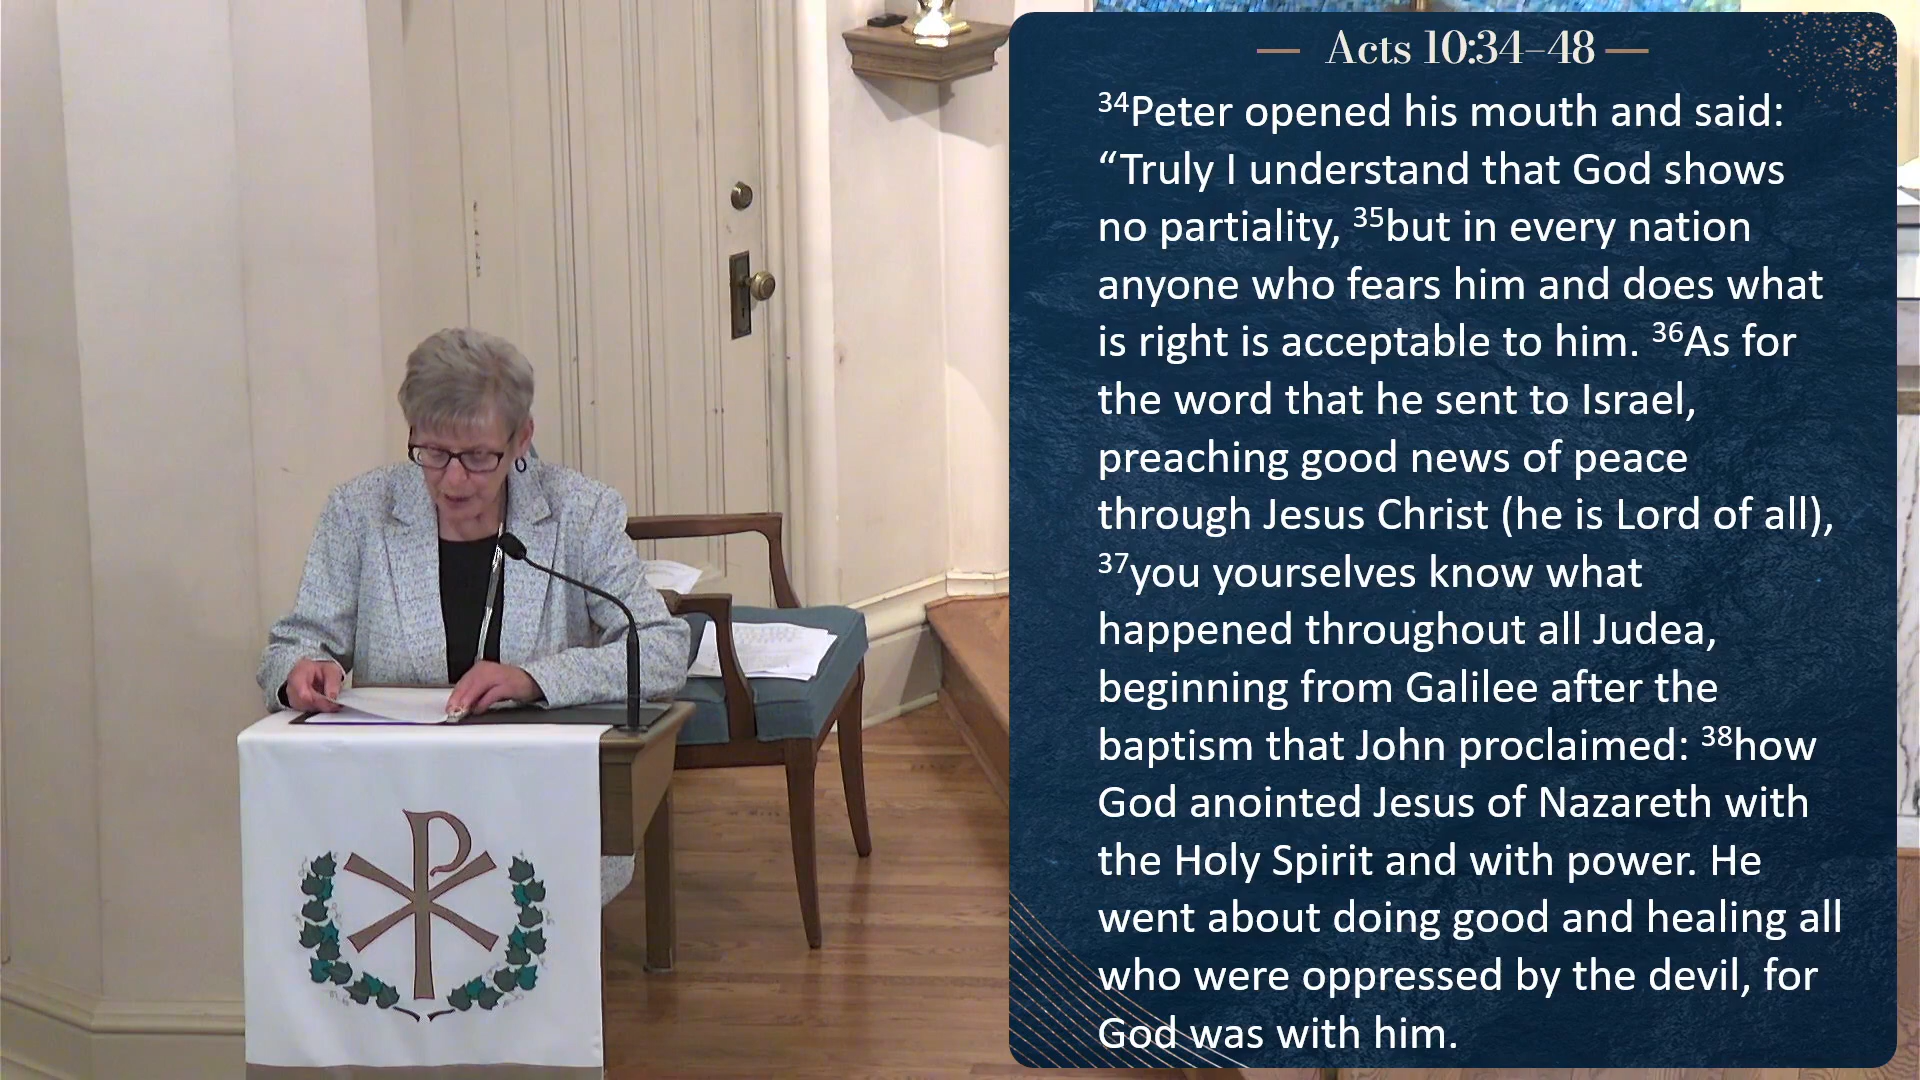 Acts 10:34–48
³⁴Peter opened his mouth and said:
“Truly I understand that God shows
no partiality, ³⁵but in every nation
anyone who fears him and does what
is right is acceptable to him. ³⁶As for
the word that he sent to Israel,
preaching good news of peace
through Jesus Christ (he is Lord of all),
³⁷you yourselves know what
happened throughout all Judea,
beginning from Galilee after the
baptism that John proclaimed: ³⁸how
God anointed Jesus of Nazareth with
the Holy Spirit and with power. He
went about doing good and healing all
who were oppressed by the devil, for
God was with him.